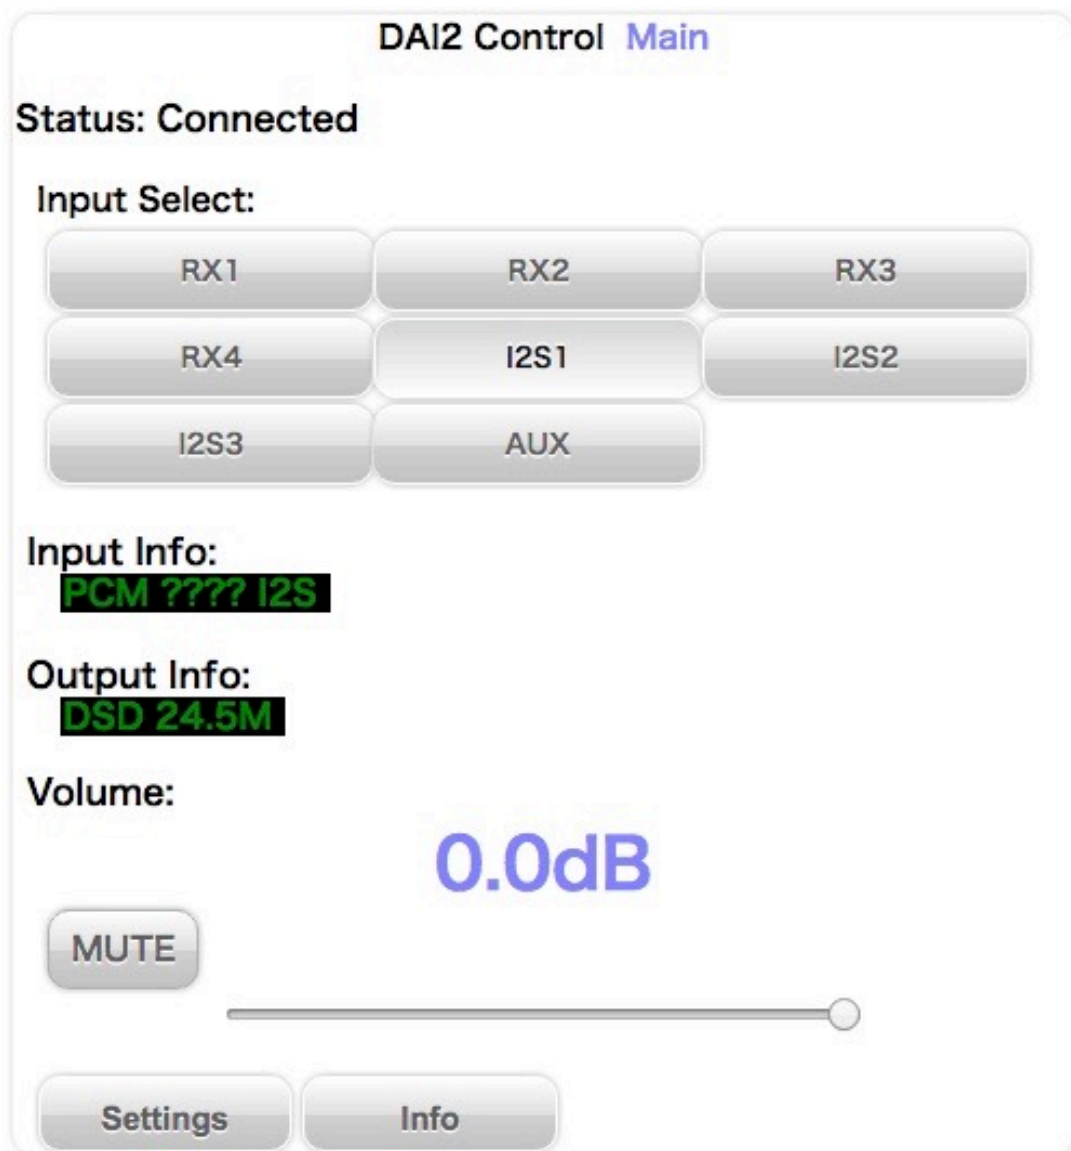 DAI2 Control Main
Status: Connected
Input Select:
RX1 RX2 RX3
RX4 I2S1 I2S2
I2S3 AUX
Input Info:
PCM ???? I2S
Output Info:
DSD 24.5M
Volume:
0.0dB
MUTE
Settings Info